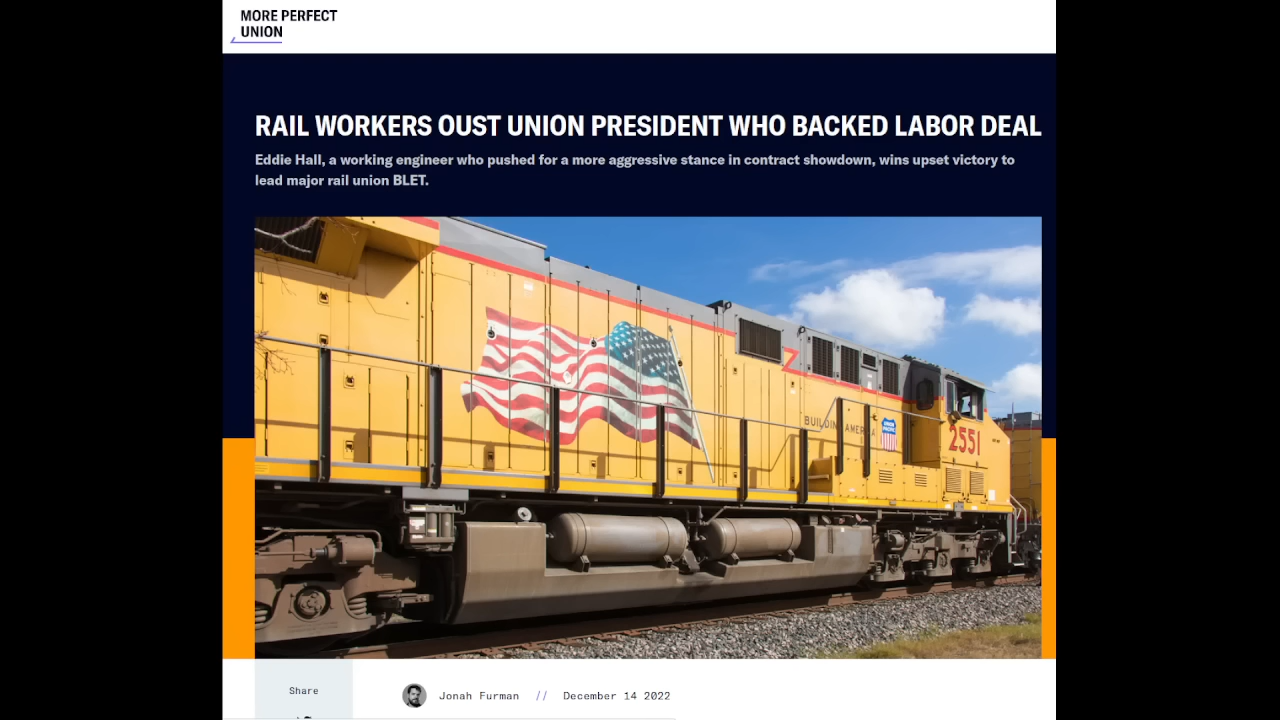 MORE PERFECT
UNION
RAIL WORKERS OUST UNION PRESIDENT WHO BACKED LABOR DEAL
Eddie Hall, a working engineer who pushed for a more aggressive stance in contract showdown, wins upset victory to
lead major rail union BLET.
BUILDING AMERICA
UNION
PACIFIC
2551
Share
Jonah Furman // December 14 2022